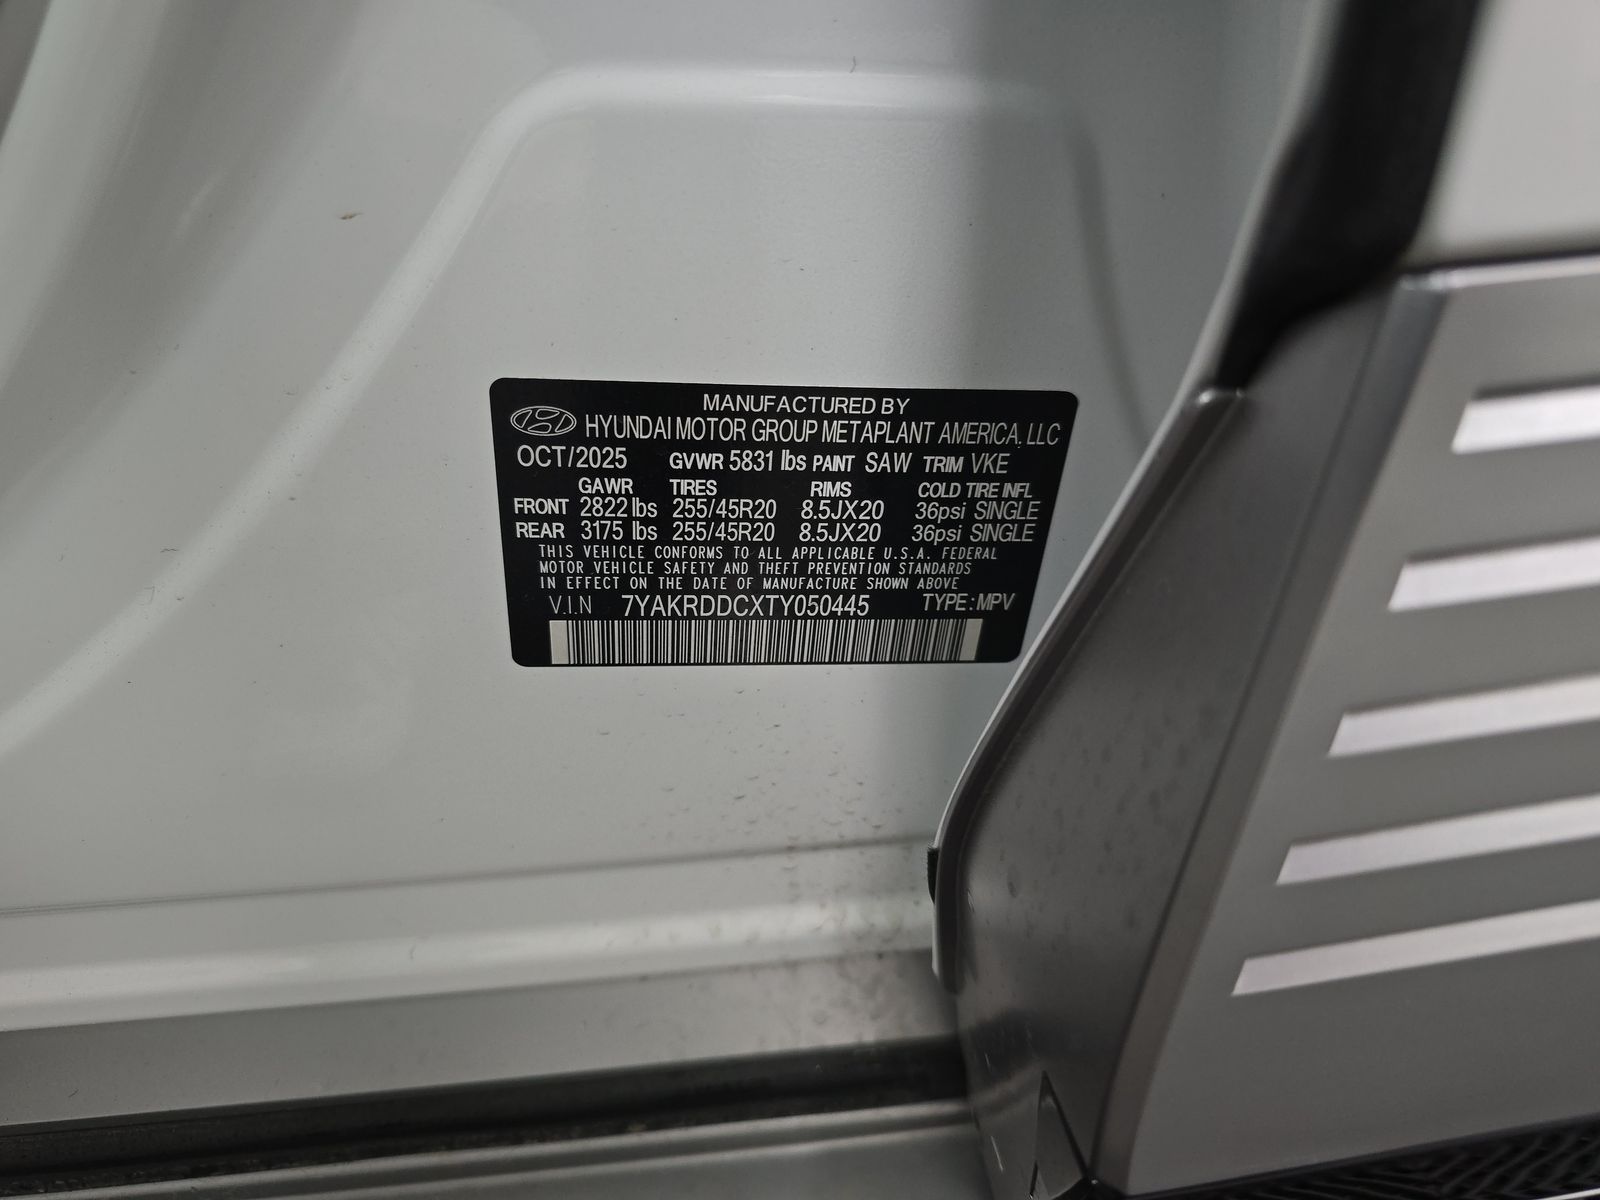 MANUFACTURED BY
HYUNDAI MOTOR GROUP METAPLANT AMERICA, LLC
OCT/2025 GVWR 5831 lbs PAINT SAW TRIM VKE
GAWR TIRES RIMS COLD TIRE INFL
FRONT 2822 lbs 255/45R20 8.5JX20 36psi SINGLE
REAR 3175 lbs 255/45R20 8.5JX20 36psi SINGLE
THIS VEHICLE CONFORMS TO ALL APPLICABLE U.S.A. FEDERAL
MOTOR VEHICLE SAFETY AND THEFT PREVENTION STANDARDS
IN EFFECT ON THE DATE OF MANUFACTURE SHOWN ABOVE
V.I.N 7YAKRDDCXTY050445 TYPE: MPV